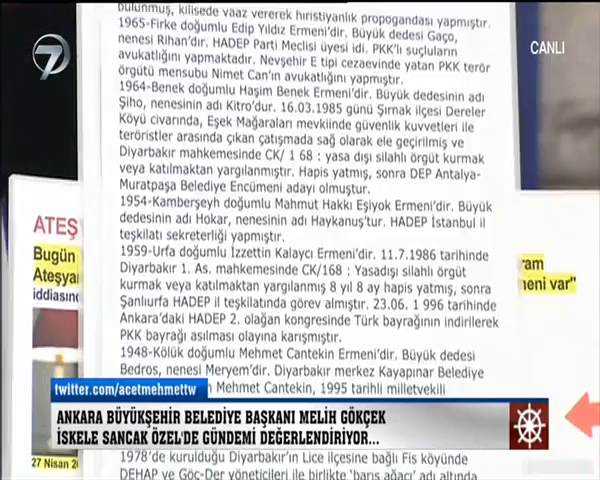 bulunmuş, kilisede vaaz vererek hıristiyanlık propogandası yapmıştır.
1965-Firke doğumlu Edip Yıldız Ermeni'dir. Büyük dedesi Gaço,
nenesi Rihan'dır. HADEP Parti Meclisi üyesi idi. PKK'lı suçluların
avukatlığını yapmaktadır. Nevşehir E tipi cezaevinde yatan PKK terör
örgütü mensubu Nimet Can'ın avukatlığını yapmıştır.
1964-Benek doğumlu Haşim Benek Ermeni'dir. Büyük dedesinin adı
Şiho, nenesinin adı Kitro'dur. 16.03.1985 günü Şırnak ilçesi Dereler
Köyü civarında, Eşek Mağaraları mevkiinde güvenlik kuvvetleri ile
teröristler arasında çıkan çatışmada sağ olarak ele geçirilmiş ve
Diyarbakır mahkemesinde CK/ 1 68 : yasa dışı silahlı örgüt kurmak
veya katılmaktan yargılanmıştır. Hapis yatmış, sonra DEP Antalya-
Muratpaşa Belediye Encümeni adayı olmuştur.
1954-Kamberşeyh doğumlu Mahmut Hakkı Eşiyok Ermeni'dir. Büyük
dedesinin adı Hokar, nenesinin adı Haykanuş'tur. HADEP İstanbul il
teşkilatı sekreterliği yapmıştır.
1959-Urfa doğumlu İzzettin Kalaycı Ermeni'dir. 11.7.1986 tarihinde
Diyarbakır 1. As. mahkemesinde CK/168 : Yasadışı silahlı örgüt
kurmak veya katılmaktan yargılanmış 8 yıl 8 ay hapis yatmış, sonra
Şanlıurfa HADEP il teşkilatında görev almıştır. 23.06. 1 996 tarihinde
Ankara'daki HADEP 2. olağan kongresinde Türk bayrağının indirilerek
PKK bayrağı asılması olayına karışmıştır.
1948-Kölük doğumlu Mehmet Cantekin Ermeni'dir. Büyük dedesi
Bedros, nenesi Meryem'dir. Diyarbakır merkez Kayapınar Belediye
n Mehmet Cantekin, 1995 tarihli milletvekili
1978'de kurulduğu Diyarbakır'ın Lice ilçesine bağlı Fis köyünde
DEHAP ve Göç-Der yöneticileri ile birlikte 'barış ağacı' adı altında
7
CANLI
ATEŞ
Bugün
Ateşya
iddiasınd
27 Nisan 2
ram
meni var"
twitter.com/acetmehmettw
ANKARA BÜYÜKŞEHİR BELEDİYE BAŞKANI MELİH GÖKÇEK
İSKELE SANCAK ÖZEL'DE GÜNDEMİ DEĞERLENDİRİYOR...